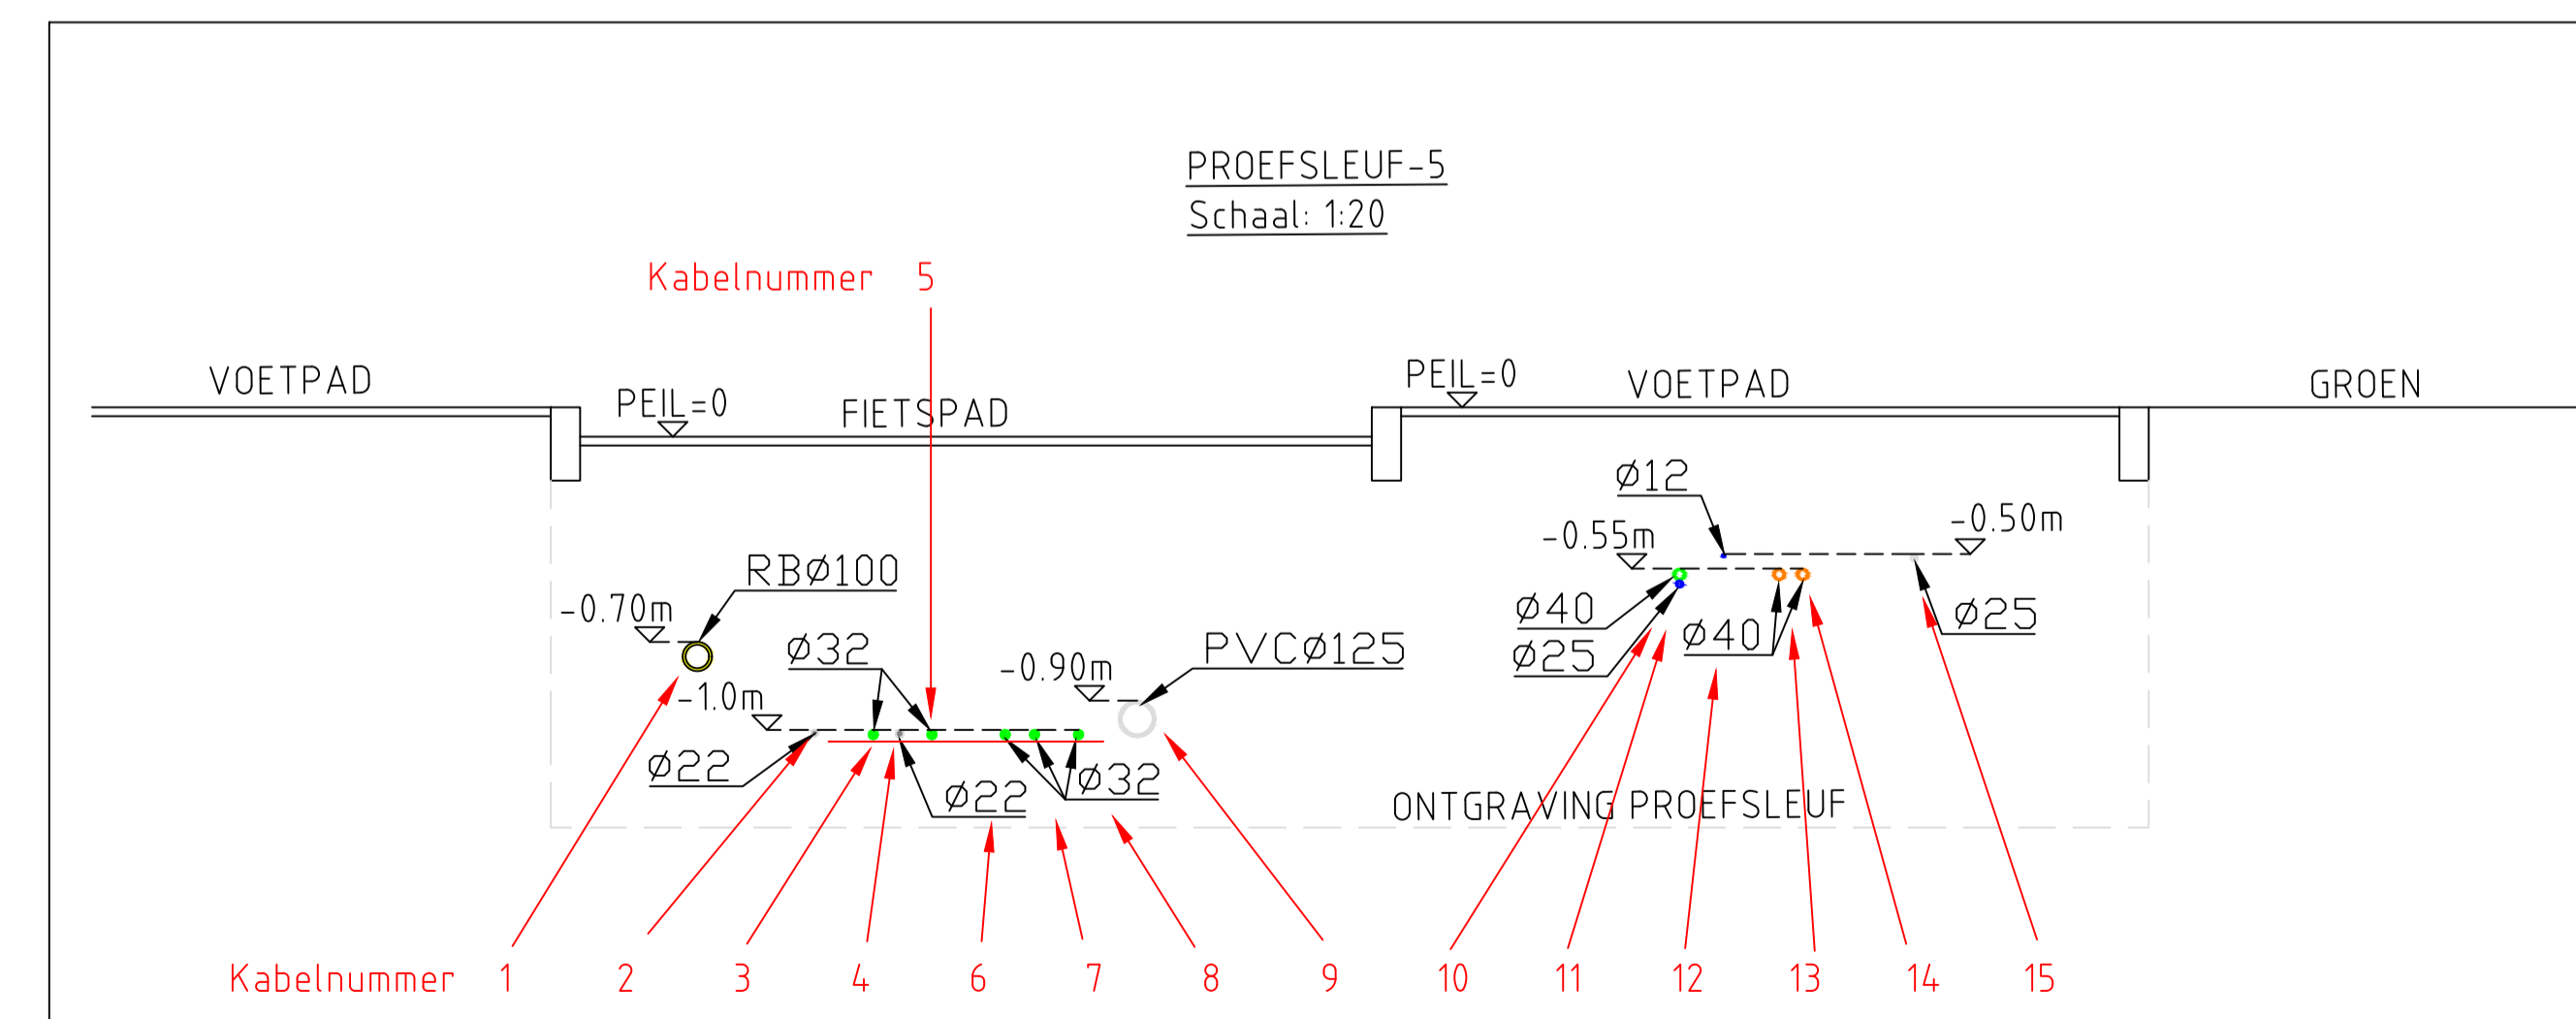 PROEFSLEUF-5
Schaal: 1:20
Kabelnummer 5
VOETPAD
PEIL=0
FIETSPAD
PEIL=0
VOETPAD
GROEN
Ø12
-0.55m
-0.50m
RBØ100
-0.70m
Ø40
Ø25
Ø40
Ø25
Ø32
-0.90m
PVCØ125
-1.0m
Ø22
Ø22
Ø32
ONTGRAVING PROEFSLEUF
Kabelnummer 1 2 3 4 6 7 8 9 10 11 12 13 14 15